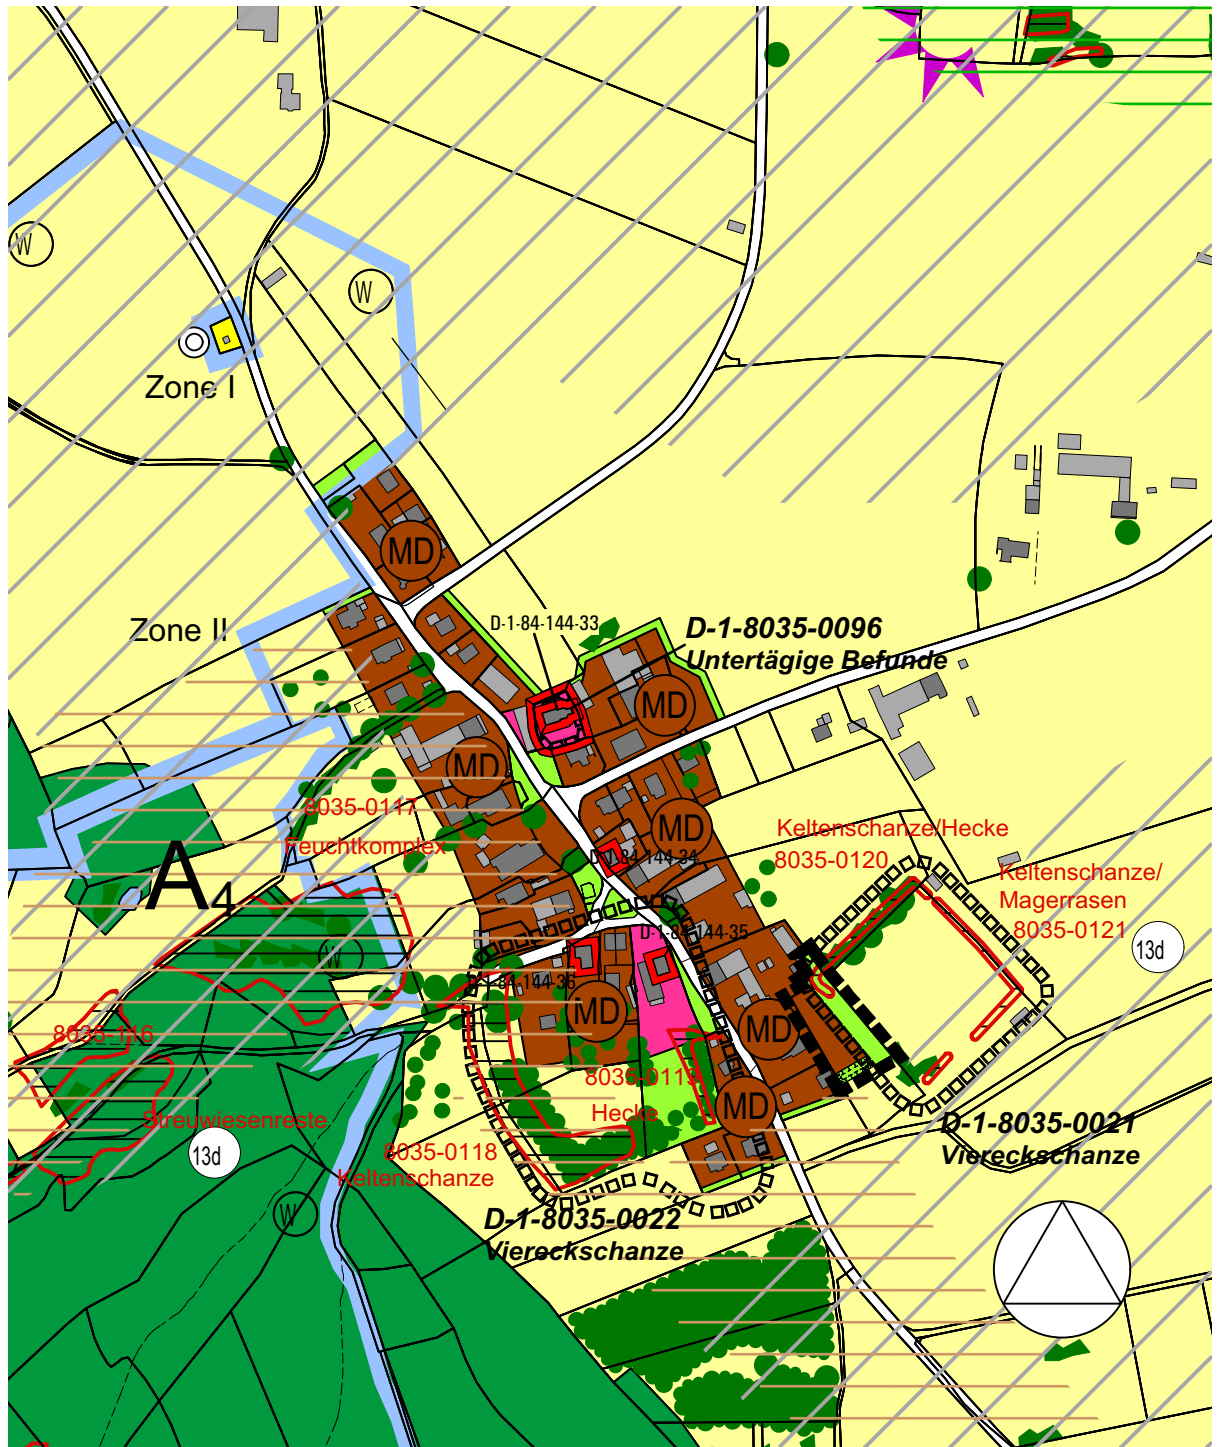 W
W
Zone I
MD
D-1-84-144-33
Zone II
D-1-8035-0096
Untertägige Befunde
MD
MD
8035-0117
Feuchtkomplex
MD
Keltenschanze/Hecke
8035-0120
D-1-84-144-34
Keltenschanze/
Magerrasen
8035-0121
A4
D-1-84-144-35
13d
W
D-1-84-144-36
MD
MD
8035-116
8035-0119
MD
Hecke
Streuwiesenreste
13d
8035-0118
Keltenschanze
D-1-8035-0021
Viereckschanze
W
D-1-8035-0022
Viereckschanze